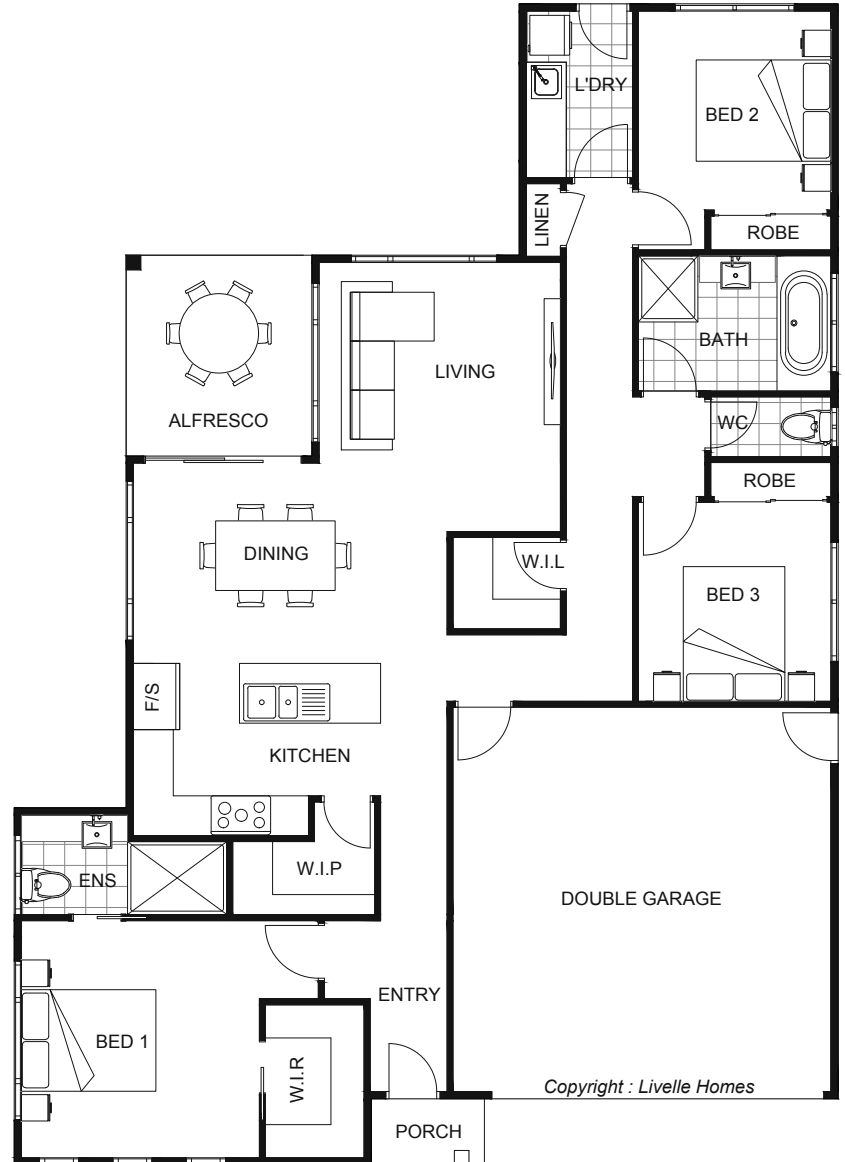 L'DRY
BED 2
LINEN
ROBE
BATH
LIVING
ALFRESCO
WC
ROBE
DINING
W.I.L
BED 3
F/S
KITCHEN
W.I.P
ENS
DOUBLE GARAGE
ENTRY
BED 1
W.I.R
Copyright : Livelle Homes
PORCH